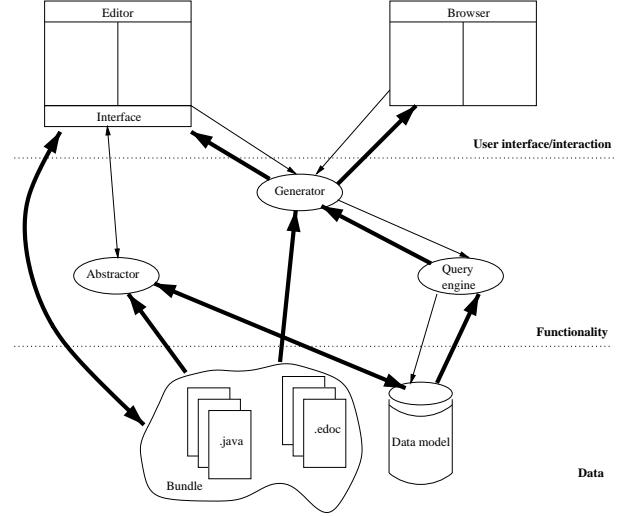 Editor
Browser
Interface
User interface/interaction
Generator
Abstractor
Query
engine
Functionality
.java
.edoc
Data model
Bundle
Data